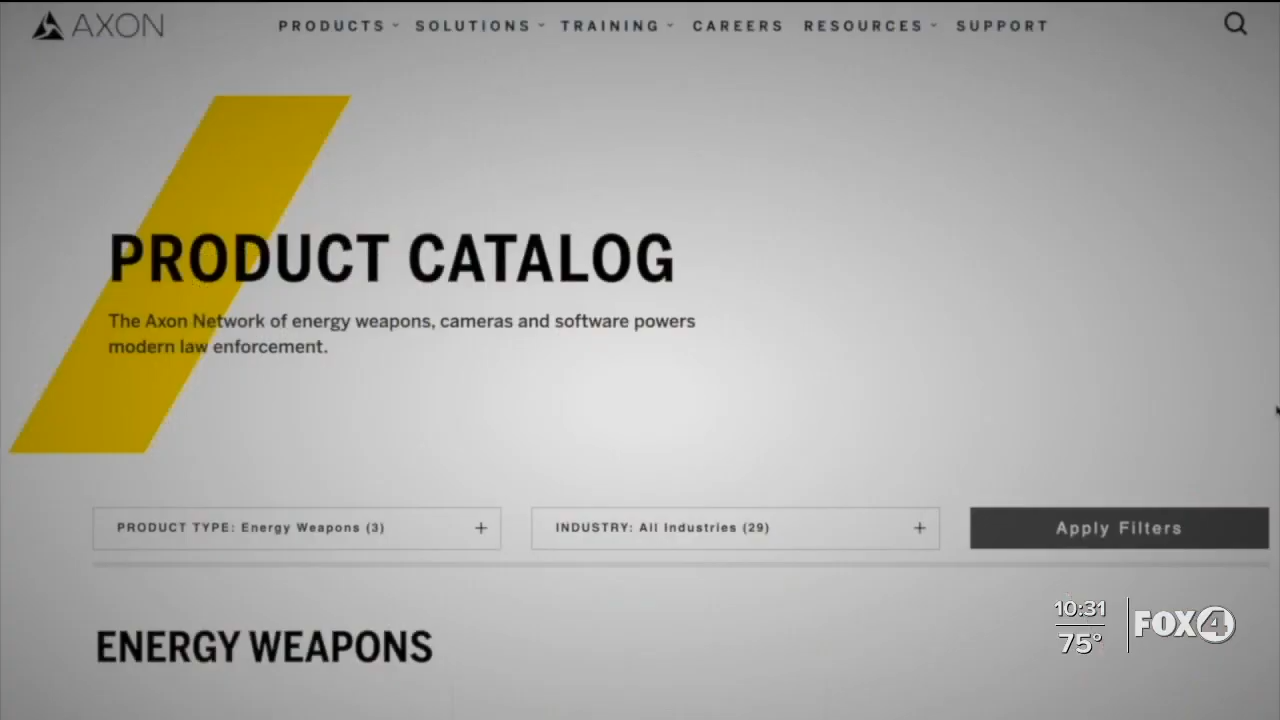 AXON
PRODUCTS SOLUTIONS TRAINING CAREERS RESOURCES SUPPORT
PRODUCT CATALOG
The Axon Network of energy weapons, cameras and software powers
modern law enforcement.
PRODUCT TYPE: Energy Weapons (3) +
INDUSTRY: All Industries (29) +
Apply Filters
ENERGY WEAPONS
10:31
75°
FOX 4